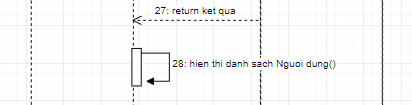 27: return ket qua
28: hien thi danh sach Nguoi dung()